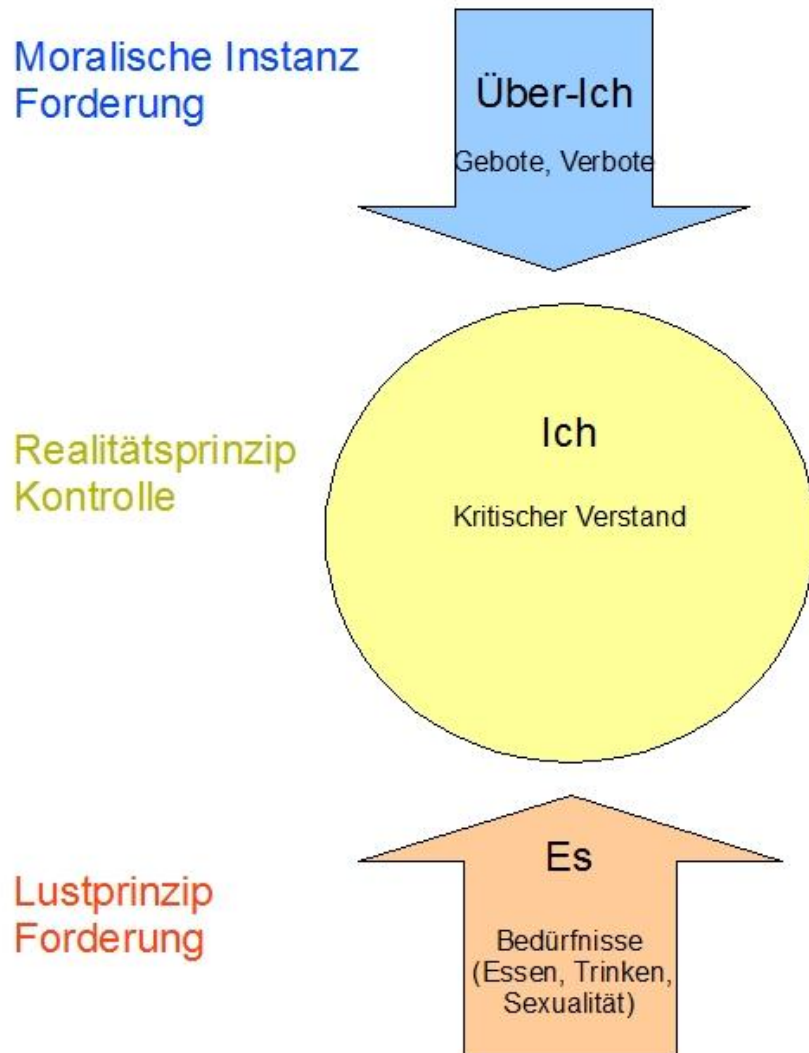 Moralische Instanz
Forderung
Über-Ich
Gebote, Verbote
Realitätsprinzip
Kontrolle
Ich
Kritischer Verstand
Lustprinzip
Forderung
Es
Bedürfnisse
(Essen, Trinken,
Sexualität)